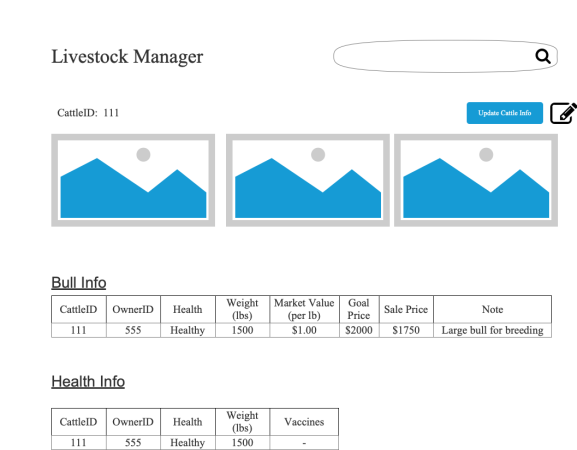 Livestock Manager
CattleID: 111
Update Cattle Info
Bull Info
CattleID OwnerID Health Weight (lbs) Market Value (per lb) Goal Price Sale Price Note
111 555 Healthy 1500 $1.00 $2000 $1750 Large bull for breeding
Health Info
CattleID OwnerID Health Weight (lbs) Vaccines
111 555 Healthy 1500 -